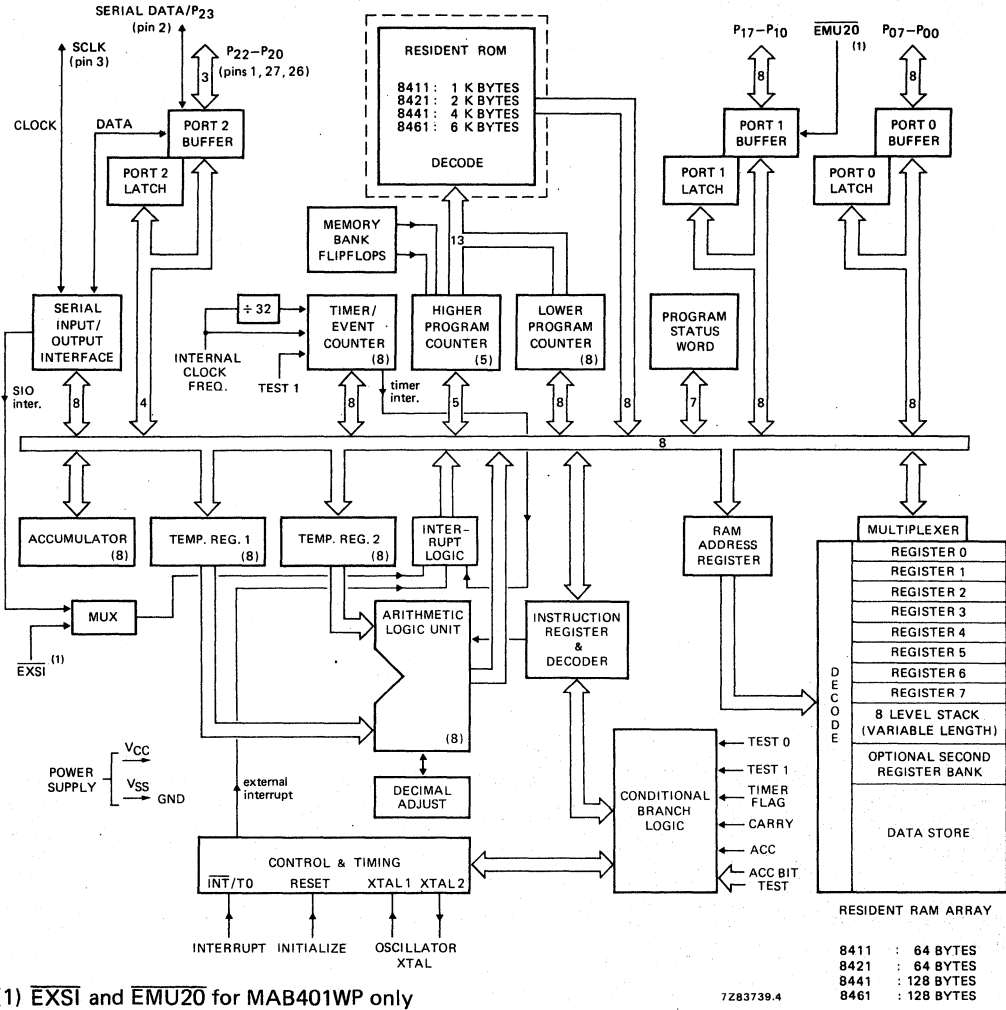 SERIAL DATA/P23
(pin 2)
SCLK
(pin 3)
P22–P20
(pins 1, 27, 26)
3
CLOCK
DATA
PORT 2
BUFFER
PORT 2
LATCH
RESIDENT ROM
8411 : 1 K BYTES
8421 : 2 K BYTES
8441 : 4 K BYTES
8461 : 6 K BYTES
DECODE
P17–P10
EMU20
(1)
P07–P00
8
8
PORT 1
BUFFER
PORT 0
BUFFER
PORT 1
LATCH
PORT 0
LATCH
MEMORY
BANK
FLIPFLOPS
13
SERIAL
INPUT/
OUTPUT
INTERFACE
÷ 32
INTERNAL
CLOCK
FREQ.
TEST 1
TIMER/
EVENT
COUNTER
(8)
HIGHER
PROGRAM
COUNTER
(5)
LOWER
PROGRAM
COUNTER
(8)
PROGRAM
STATUS
WORD
SIO
inter.
timer
inter.
8
4
8
5
8
8
7
8
8
8
ACCUMULATOR
(8)
TEMP. REG. 1
(8)
TEMP. REG. 2
(8)
INTER–
RUPT
LOGIC
RAM
ADDRESS
REGISTER
MULTIPLEXER
REGISTER 0
REGISTER 1
REGISTER 2
REGISTER 3
REGISTER 4
REGISTER 5
REGISTER 6
REGISTER 7
8 LEVEL STACK
(VARIABLE LENGTH)
OPTIONAL SECOND
REGISTER BANK
DATA STORE
DECODE
MUX
EXSI (1)
ARITHMETIC
LOGIC UNIT
(8)
INSTRUCTION
REGISTER
&
DECODER
DECIMAL
ADJUST
POWER
SUPPLY
VCC
VSS
GND
external
interrupt
CONDITIONAL
BRANCH
LOGIC
TEST 0
TEST 1
TIMER
FLAG
CARRY
ACC
ACC BIT
TEST
CONTROL & TIMING
INT/T0 RESET XTAL 1 XTAL 2
INTERRUPT INITIALIZE OSCILLATOR
XTAL
RESIDENT RAM ARRAY
8411 : 64 BYTES
8421 : 64 BYTES
8441 : 128 BYTES
8461 : 128 BYTES
1) EXSI and EMU20 for MAB401WP only
7Z83739.4